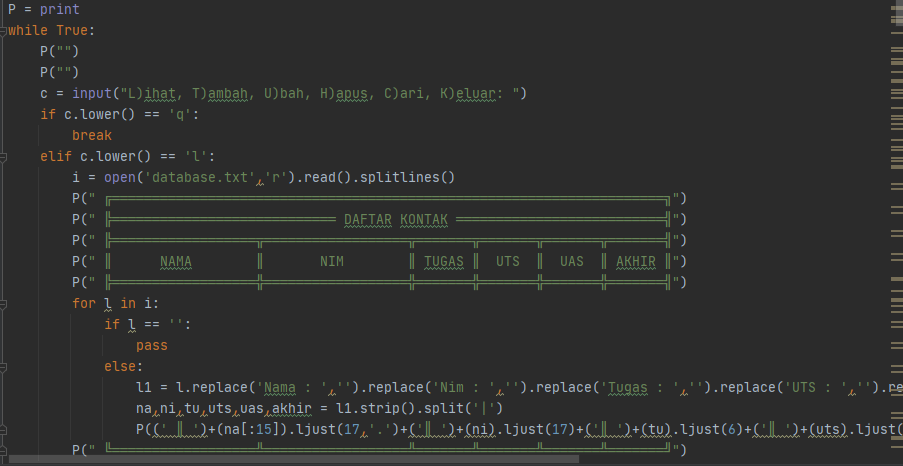 P = print
while True:
    P("")
    P("")
    c = input("L)ihat, T)ambah, U)bah, H)apus, C)ari, K)eluar: ")
    if c.lower() == 'q':
        break
    elif c.lower() == 'l':
        i = open('database.txt','r').read().splitlines()
        P(" ╔═════════════════════════════════════════════════════════════════════╗")
        P(" ╠════════════════════════════ DAFTAR KONTAK ══════════════════════════╣")
        P(" ╠══════════════════╦══════════════════╦═══════╦═══════╦═══════╦═══════╣")
        P(" ║      NAMA        ║       NIM        ║ TUGAS ║  UTS  ║  UAS  ║ AKHIR ║")
        P(" ╠══════════════════╬══════════════════╬═══════╬═══════╬═══════╬═══════╣")
        for l in i:
            if l == '':
                pass
            else:
                l1 = l.replace('Nama : ','').replace('Nim : ','').replace('Tugas : ','').replace('UTS : ','').re
                na,ni,tu,uts,uas,akhir = l1.strip().split('|')
                P((' ║ ')+(na[:15]).ljust(17,'.')+('║ ')+(ni).ljust(17)+('║ ')+(tu).ljust(6)+('║ ')+(uts).ljust(
        P(" ╚══════════════════╩══════════════════╩═══════╩═══════╩═══════╩═══════╝")